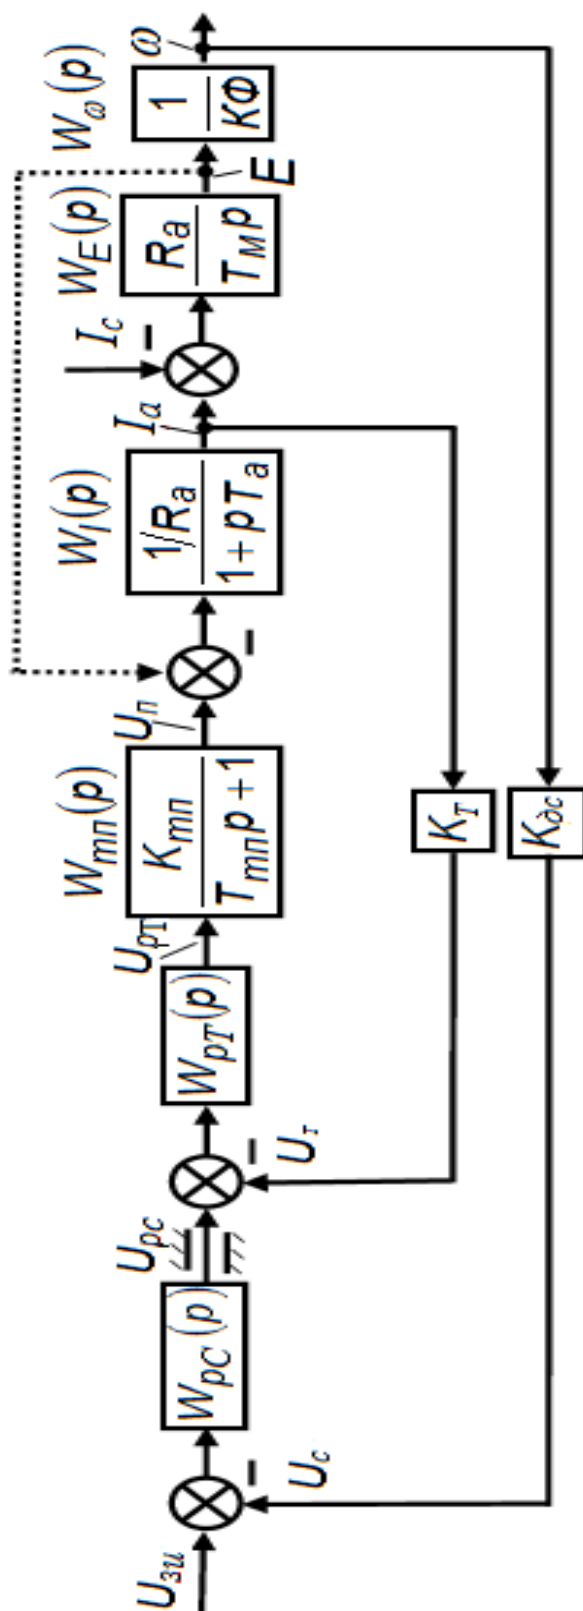 U_зи
−
U_c
W_pC(p)
U_pc
−
U_т
W_pT(p)
U_pT
W_тп(p)
K_тп
T_тп p + 1
U_п
−
W_I(p)
1/R_a
1 + pT_a
I_a
I_c
−
W_E(p)
R_a
T_M p
E
W_ω(p)
1
КФ
ω
K_T
K_дс